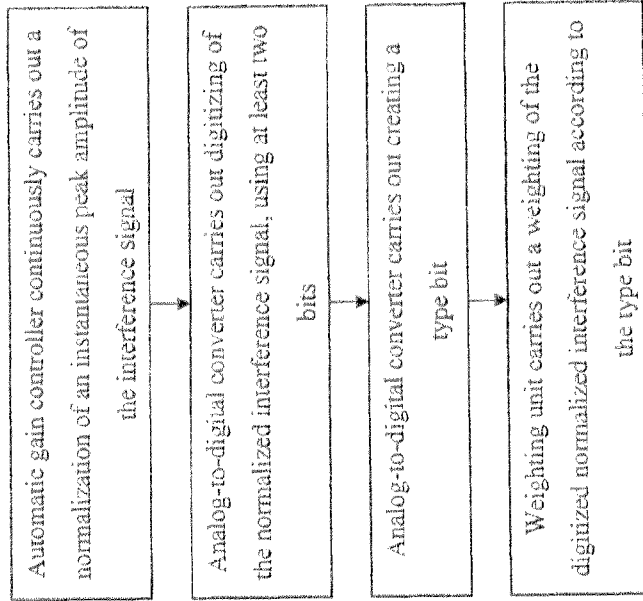 Automatic gain controller continuously carries out a
normalization of an instantaneous peak amplitude of
the interference signal
Analog-to-digital converter carries out digitizing of
the normalized interference signal, using at least two
bits
Analog-to-digital converter carries out creating a
type bit
Weighting unit carries out a weighting of the
digitized normalized interference signal according to
the type bit